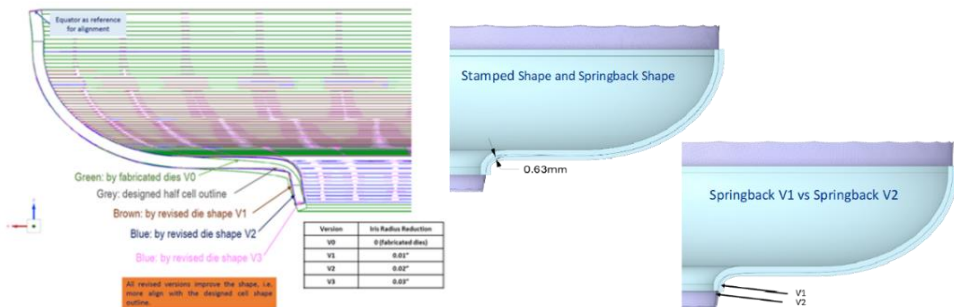 Equator as reference
for alignment
Green: by fabricated dies V0
Grey: designed half cell outline
Brown: by revised die shape V1
Blue: by revised die shape V2
Blue: by revised die shape V3
Version Iris Radius Reduction
V0 0 (fabricated dies)
V1 0.01"
V2 0.02"
V3 0.03"
All revised versions improve the shape, i.e.
more align with the designed cell shape
outline.
Stamped Shape and Springback Shape
0.63mm
Springback V1 vs Springback V2
V1
V2